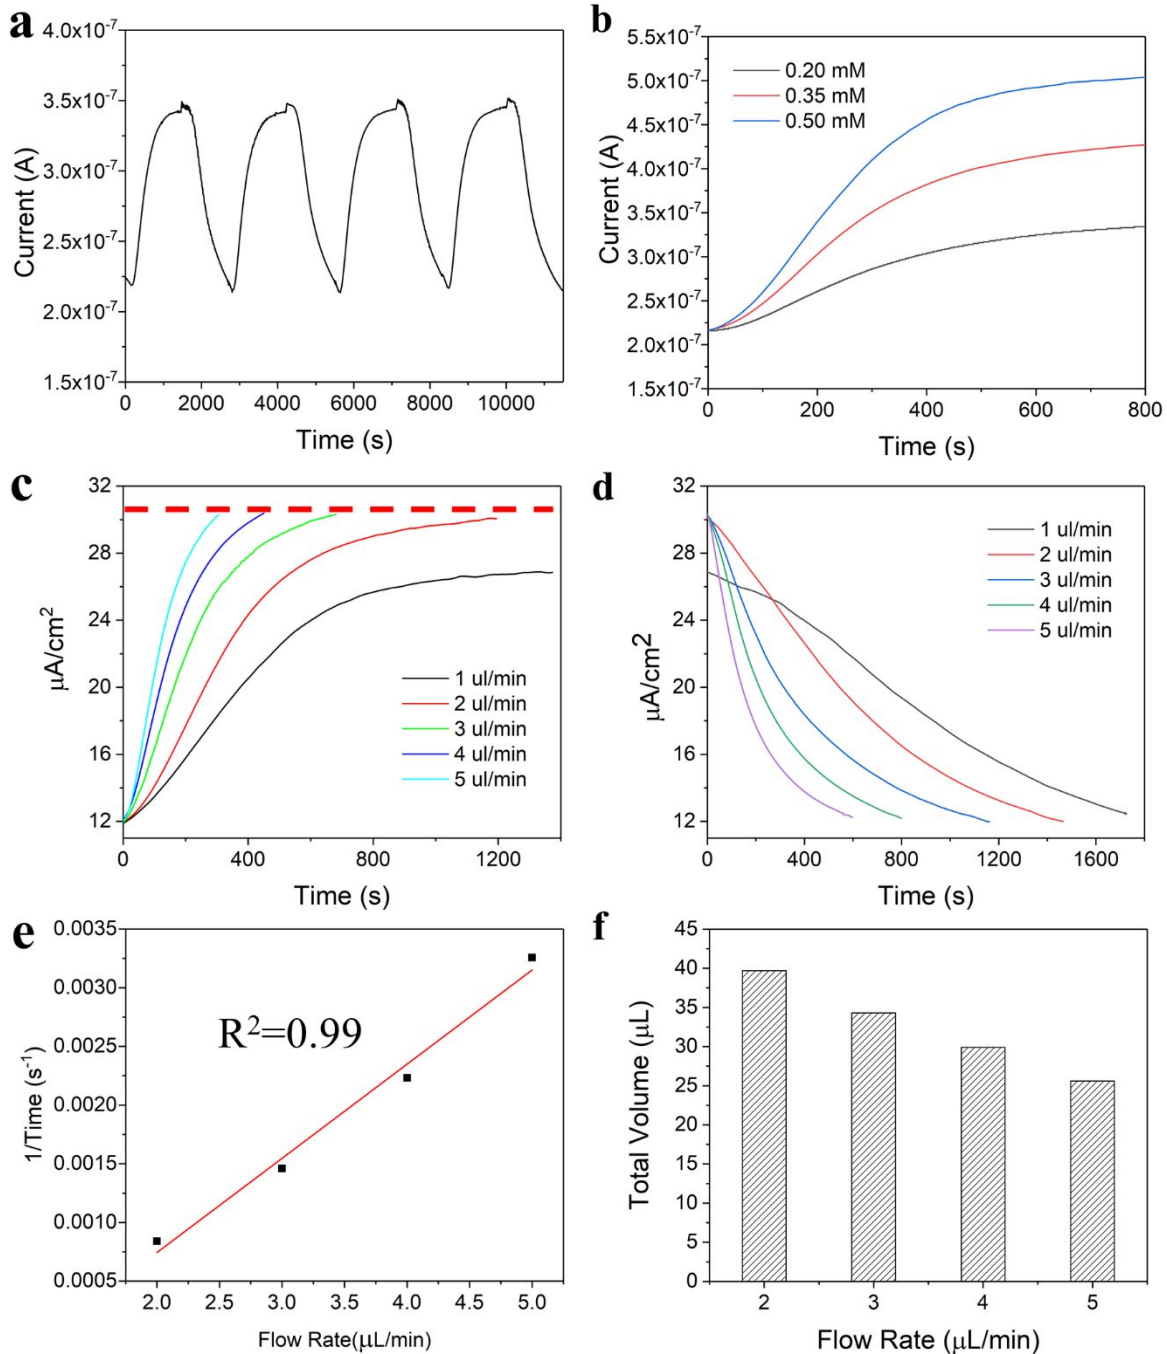 a
4.0x10⁻⁷
3.5x10⁻⁷
3.0x10⁻⁷
2.5x10⁻⁷
2.0x10⁻⁷
1.5x10⁻⁷
Current (A)
0 2000 4000 6000 8000 10000
Time (s)
b
5.5x10⁻⁷
5.0x10⁻⁷
4.5x10⁻⁷
4.0x10⁻⁷
3.5x10⁻⁷
3.0x10⁻⁷
2.5x10⁻⁷
2.0x10⁻⁷
1.5x10⁻⁷
Current (A)
0.20 mM
0.35 mM
0.50 mM
0 200 400 600 800
Time (s)
c
32
28
24
20
16
12
μA/cm²
1 ul/min
2 ul/min
3 ul/min
4 ul/min
5 ul/min
0 400 800 1200
Time (s)
d
32
28
24
20
16
12
μA/cm²
1 ul/min
2 ul/min
3 ul/min
4 ul/min
5 ul/min
0 400 800 1200 1600
Time (s)
e
0.0035
0.0030
0.0025
0.0020
0.0015
0.0010
0.0005
1/Time (s⁻¹)
R²=0.99
2.0 2.5 3.0 3.5 4.0 4.5 5.0
Flow Rate(μL/min)
f
45
40
35
30
25
20
15
10
5
0
Total Volume (μL)
2 3 4 5
Flow Rate (μL/min)